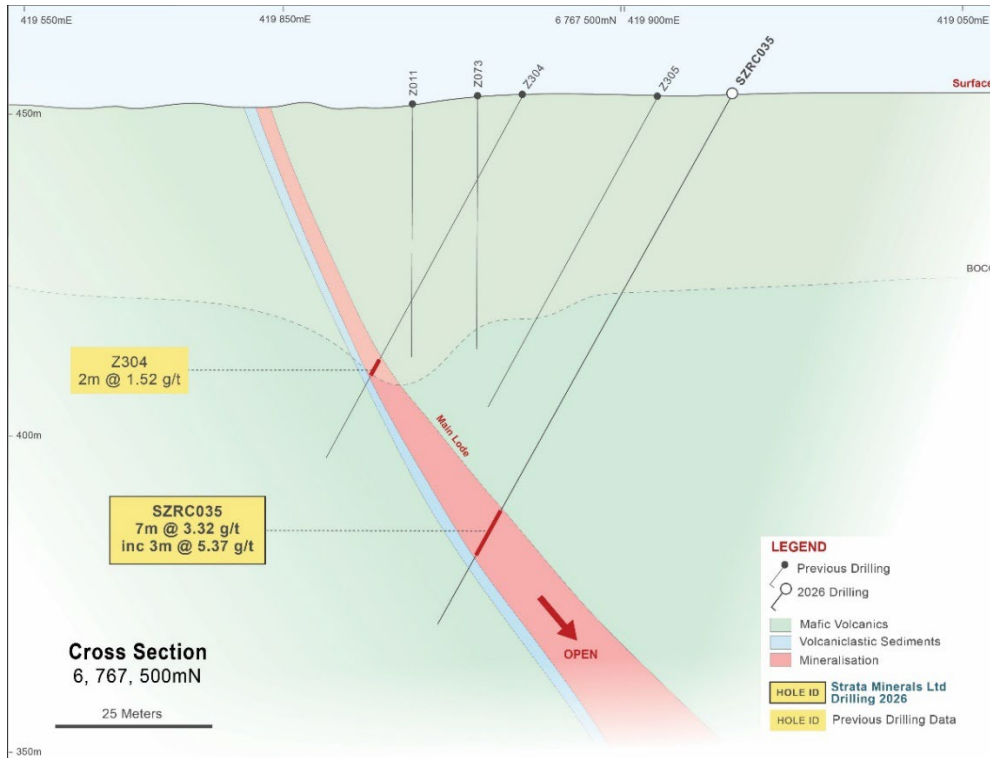 419 550mE
419 850mE
6 767 500mN
419 900mE
419 050mE
Z011
Z073
Z304
Z305
SZRC035
Surface
450m
BOCO
Z304
2m @ 1.52 g/t
400m
Main Lode
SZRC035
7m @ 3.32 g/t
inc 3m @ 5.37 g/t
OPEN
Cross Section
6, 767, 500mN
25 Meters
350m
LEGEND
Previous Drilling
2026 Drilling
Mafic Volcanics
Volcaniclastic Sediments
Mineralisation
HOLE ID Strata Minerals Ltd
Drilling 2026
HOLE ID Previous Drilling Data